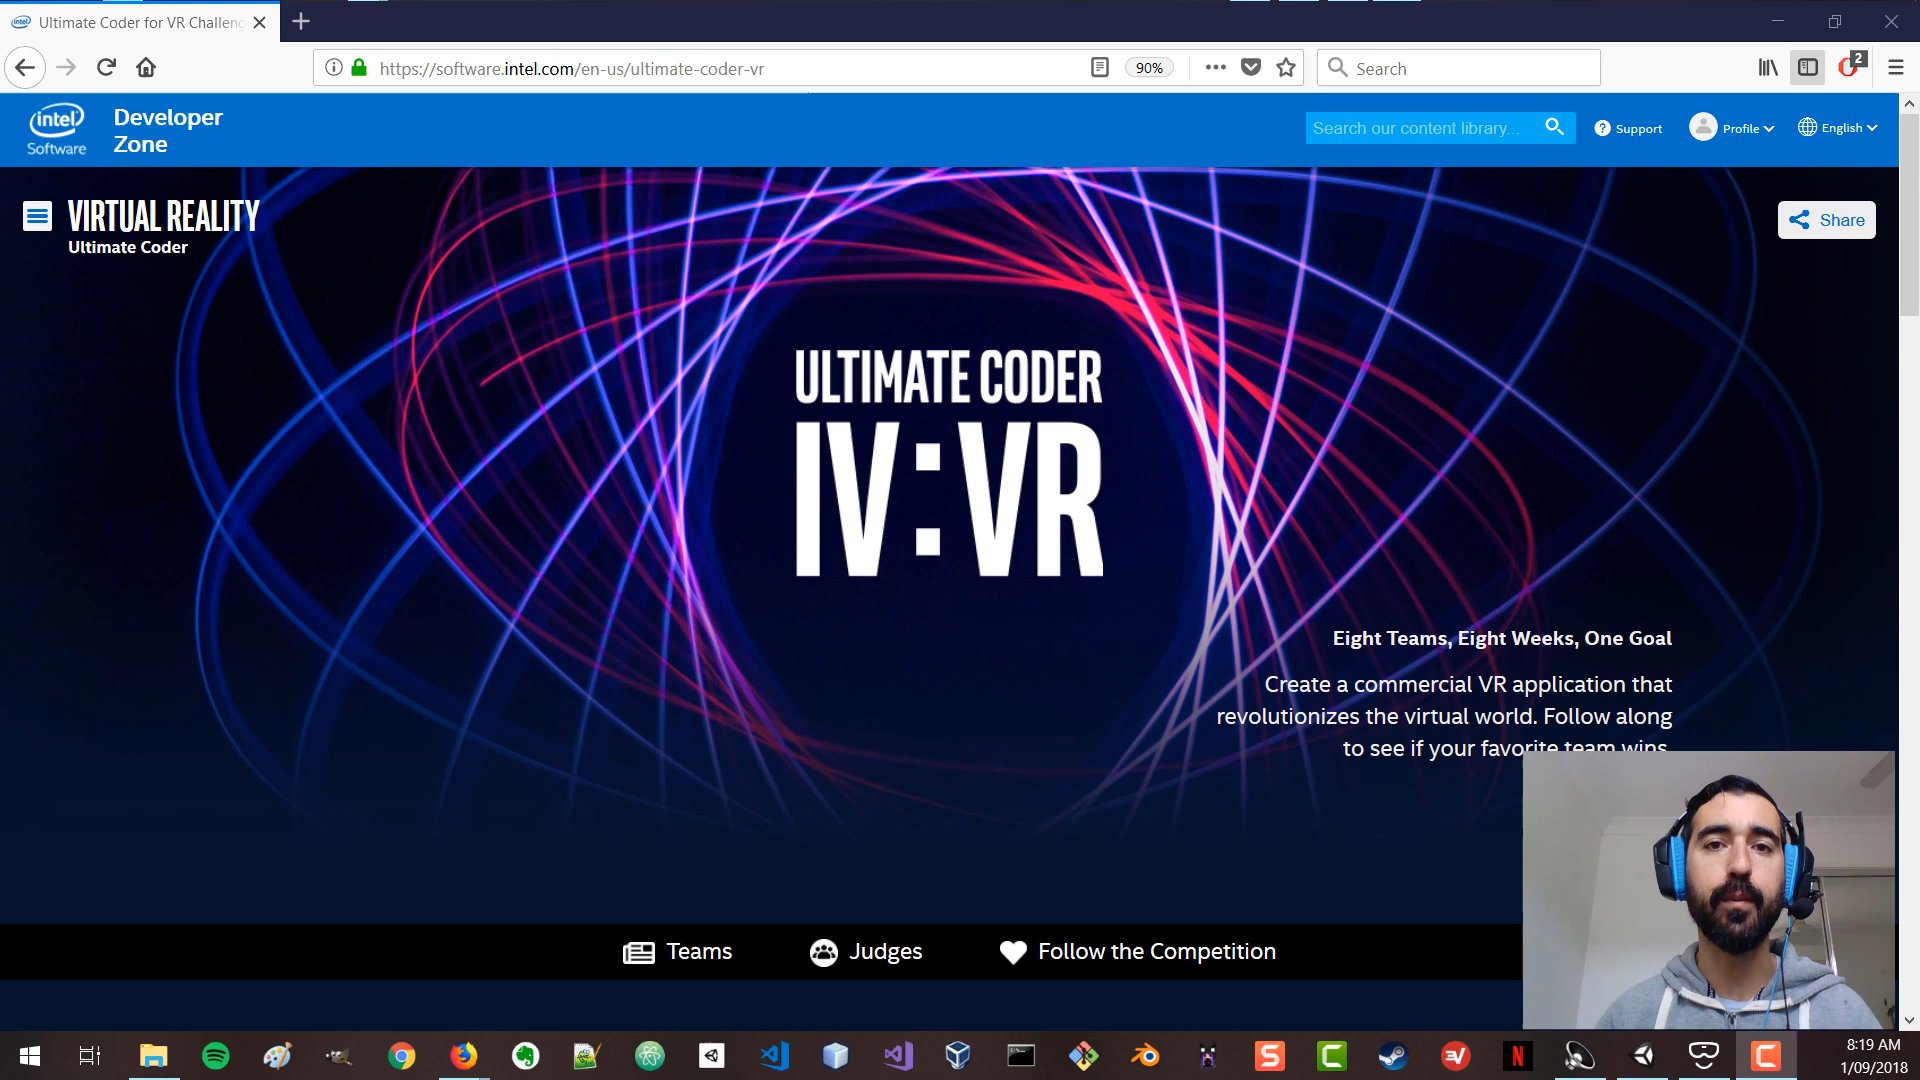 Ultimate Coder for VR Challeng
https://software.intel.com/en-us/ultimate-coder-vr
90%
Search
2
intel
Software
Developer
Zone
Search our content library...
Support
Profile
English
VIRTUAL REALITY
Ultimate Coder
Share
ULTIMATE CODER
IV:VR
Eight Teams, Eight Weeks, One Goal
Create a commercial VR application that
revolutionizes the virtual world. Follow along
to see if your favorite team wins.
Teams
Judges
Follow the Competition
8:19 AM
1/09/2018